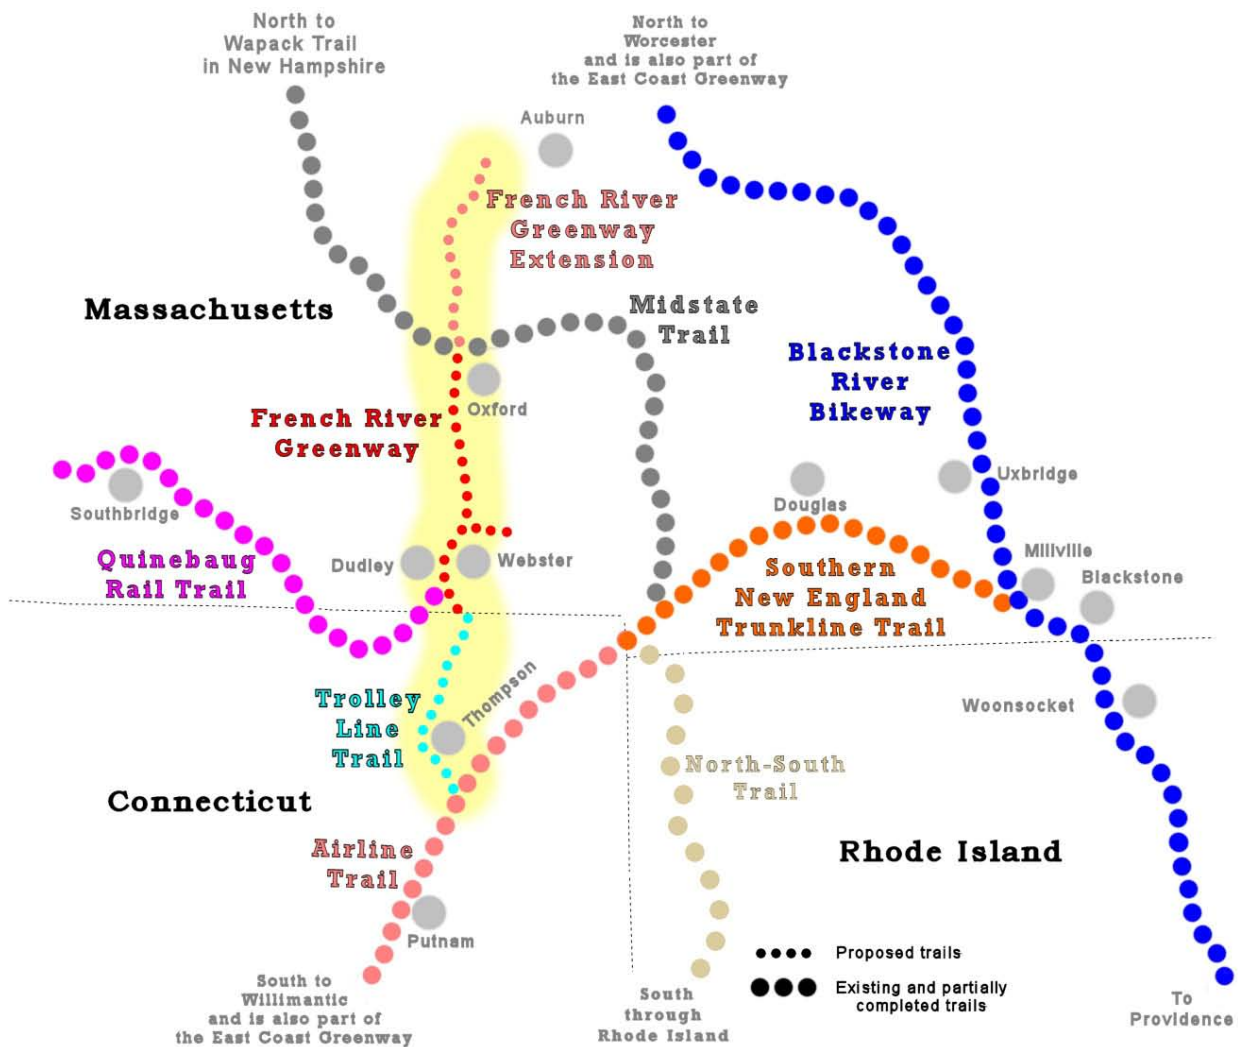 North to
Wapack Trail
in New Hampshire
North to
Worcester
and is also part of
the East Coast Greenway
Auburn
French River
Greenway
Extension
Massachusetts
Midstate
Trail
Blackstone
River
Bikeway
Oxford
French River
Greenway
Southbridge
Douglas
Uxbridge
Quinebaug
Rail Trail
Dudley
Webster
Millville
Blackstone
Southern
New England
Trunkline Trail
Trolley
Line
Trail
Thompson
Woonsocket
North-South
Trail
Connecticut
Rhode Island
Airline
Trail
Putnam
Proposed trails
Existing and partially
completed trails
South to
Willimantic
and is also part of
the East Coast Greenway
South
through
Rhode Island
To
Providence